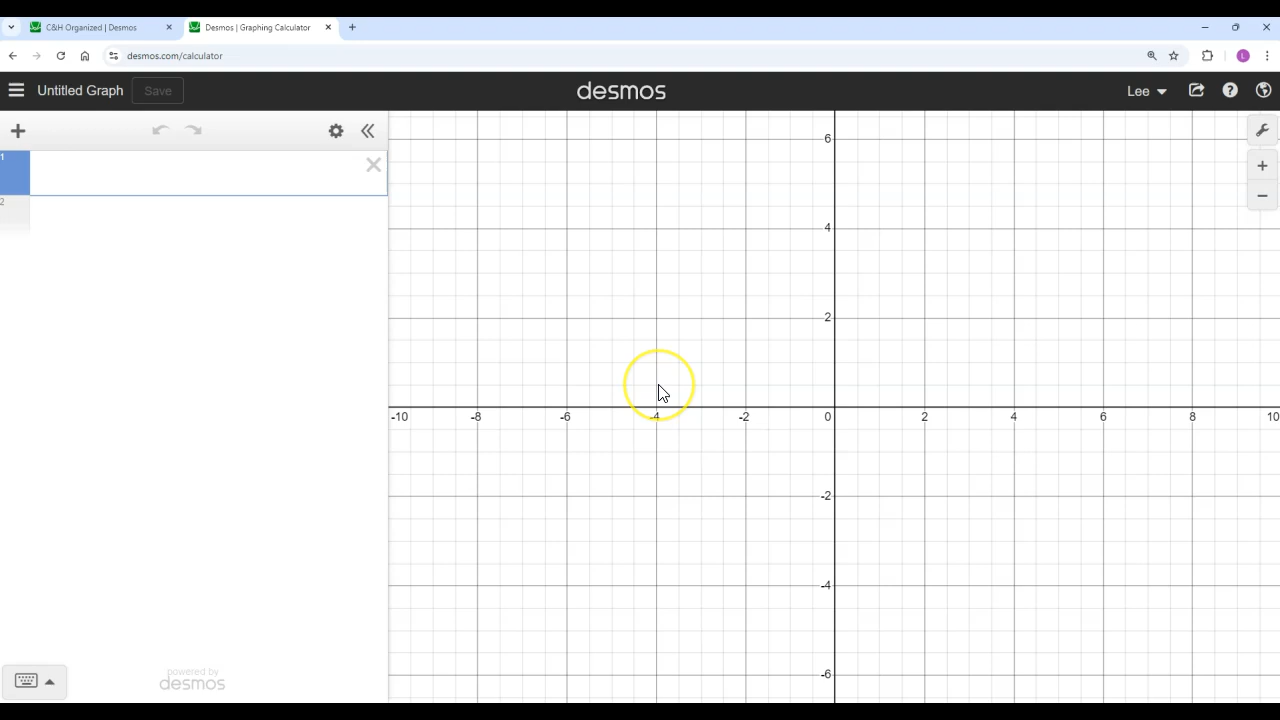 C&H Organized | Desmos
Desmos | Graphing Calculator
desmos.com/calculator
L
Untitled Graph
Save
desmos
Lee
1
2
powered by
desmos
6
4
2
-10 -8 -6 -4 -2 0 2 4 6 8 10
-2
-4
-6